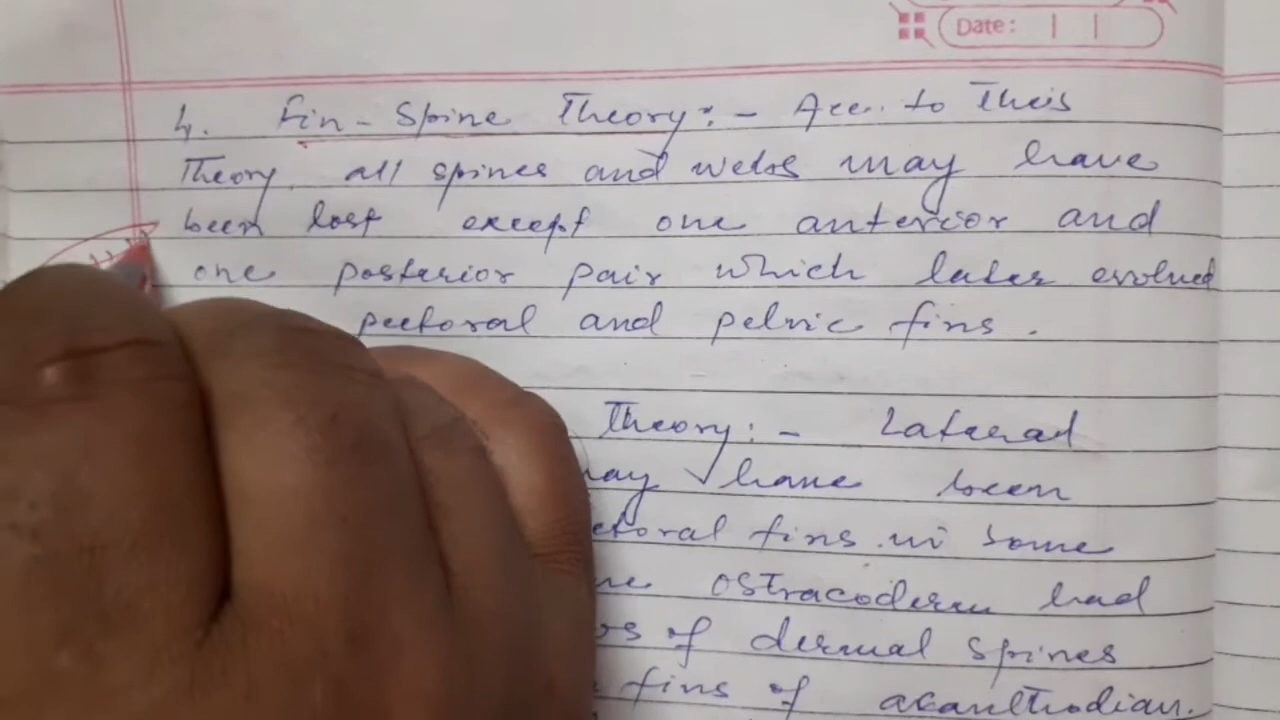 Date:
4. Fin-Spine Theory:- Acc. to This
Theory, all spines and webs may have
been lost except one anterior and
one posterior pair which later evolved
pectoral and pelvic fins.
Theory:- Lateral
may have been
pectoral fins in some
ostracoderm had
of dermal spines
fins of acanthodian.